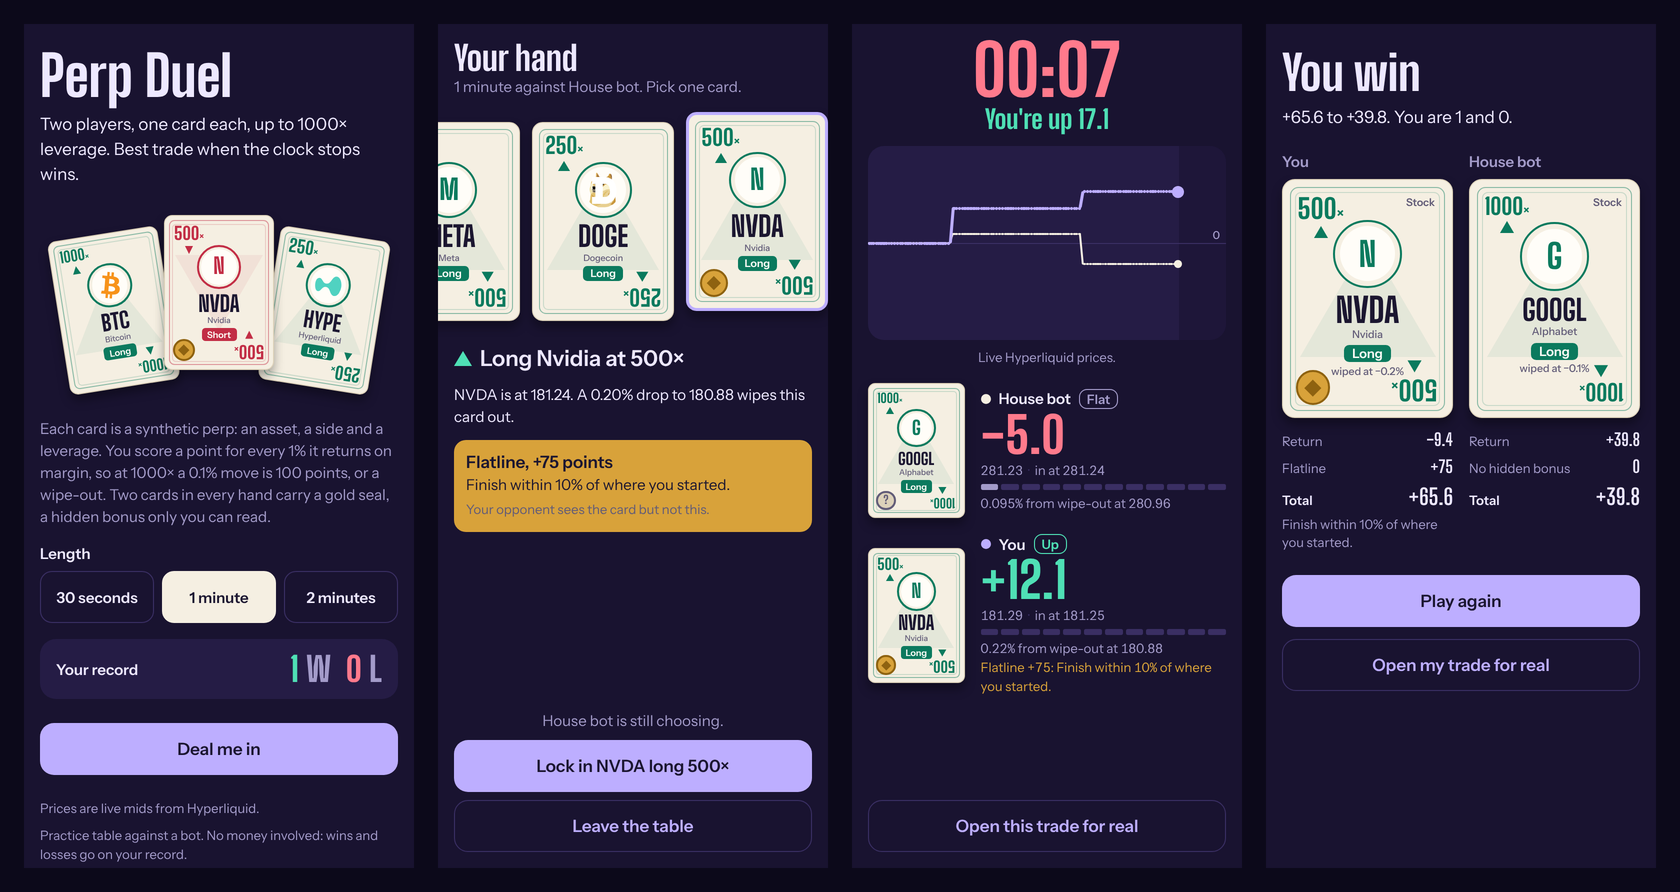 Perp Duel
Two players, one card each, up to 1000×
leverage. Best trade when the clock stops
wins.
1000×
BTC
Bitcoin
Long
1000×
500×
N
NVDA
Nvidia
Short
500×
250×
HYPE
Hyperliquid
Long
250×
Each card is a synthetic perp: an asset, a side and a
leverage. You score a point for every 1% it returns on
margin, so at 1000× a 0.1% move is 100 points, or a
wipe-out. Two cards in every hand carry a gold seal,
a hidden bonus only you can read.
Length
30 seconds
1 minute
2 minutes
Your record
1 W 0 L
Deal me in
Prices are live mids from Hyperliquid.
Practice table against a bot. No money involved: wins and
losses go on your record.
Your hand
1 minute against House bot. Pick one card.
M
META
Meta
Long
500×
250×
DOGE
Dogecoin
Long
250×
500×
N
NVDA
Nvidia
Long
500×
Long Nvidia at 500×
NVDA is at 181.24. A 0.20% drop to 180.88 wipes this
card out.
Flatline, +75 points
Finish within 10% of where you started.
Your opponent sees the card but not this.
House bot is still choosing.
Lock in NVDA long 500×
Leave the table
00:07
You're up 17.1
0
Live Hyperliquid prices.
1000×
G
GOOGL
Alphabet
Long
?
1000×
House bot
Flat
−5.0
281.23 · in at 281.24
0.095% from wipe-out at 280.96
500×
N
NVDA
Nvidia
Long
500×
You
Up
+12.1
181.29 · in at 181.25
0.22% from wipe-out at 180.88
Flatline +75: Finish within 10% of where
you started.
Open this trade for real
You win
+65.6 to +39.8. You are 1 and 0.
You
500×
Stock
N
NVDA
Nvidia
Long
wiped at −0.2%
500×
Return −9.4
Flatline +75
Total +65.6
Finish within 10% of where
you started.
House bot
1000×
Stock
G
GOOGL
Alphabet
Long
wiped at −0.1%
1000×
Return +39.8
No hidden bonus 0
Total +39.8
Play again
Open my trade for real